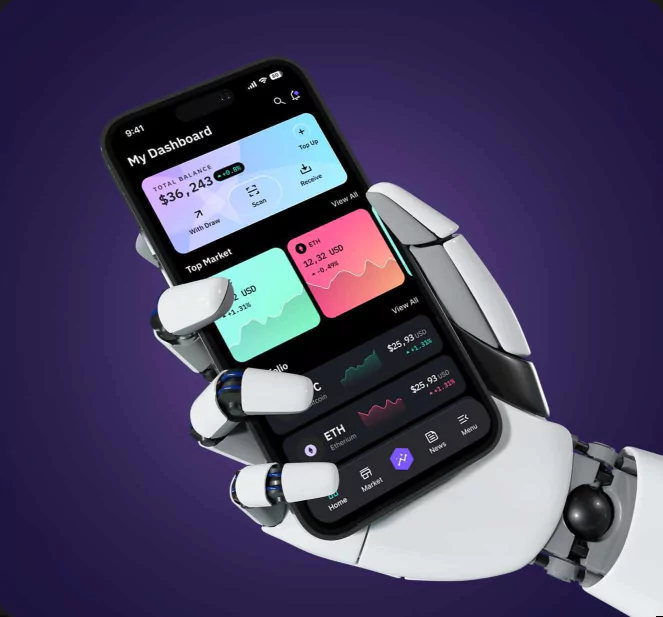 9:41
My Dashboard
TOTAL BALANCE
$36,243 +0.8%
Top Up
With Draw
Scan
Receive
Top Market
View All
USD
+1.31%
ETH
12,32 USD
-0.49%
View All
$25,93 USD
+1.31%
ETH
Etherium
$25,93 USD
+1.31%
Home
Market
News
Menu